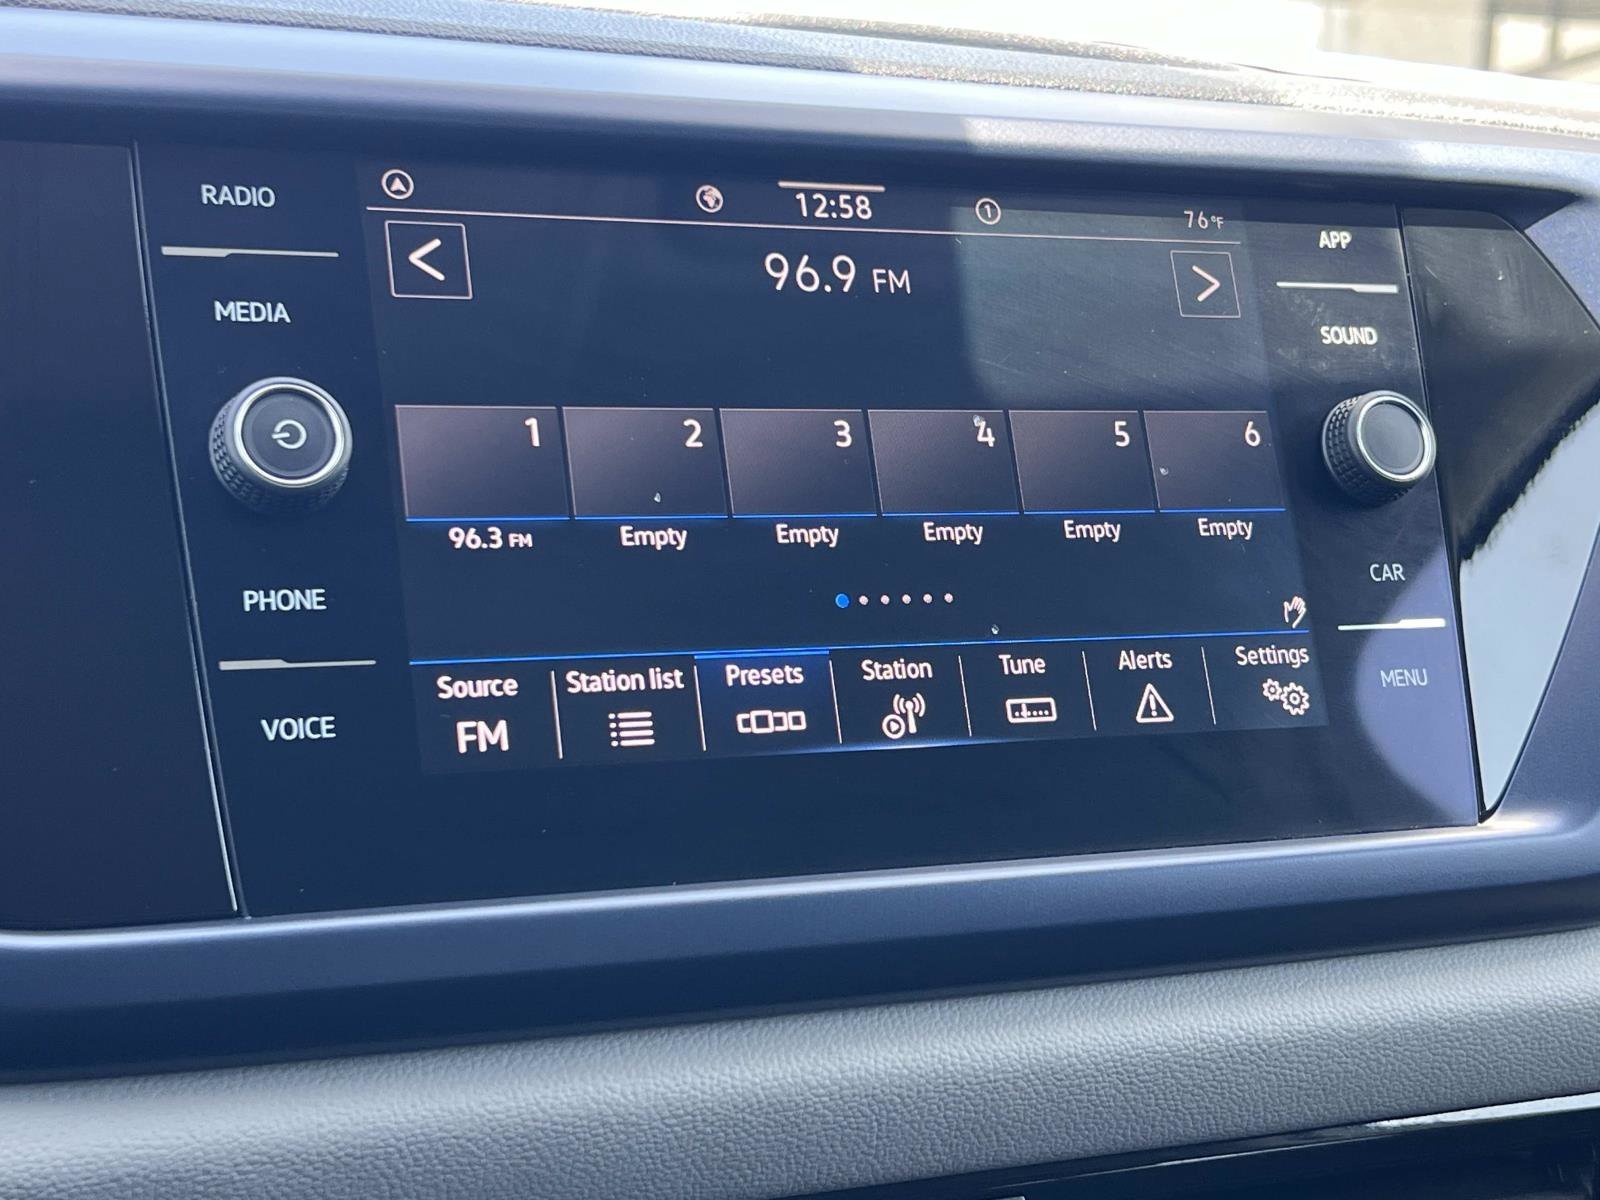 RADIO
MEDIA
PHONE
VOICE
12:58
1
76°F
96.9 FM
1 2 3 4 5 6
96.3 FM Empty Empty Empty Empty Empty
Source Station list Presets Station Tune Alerts Settings
FM
APP
SOUND
CAR
MENU